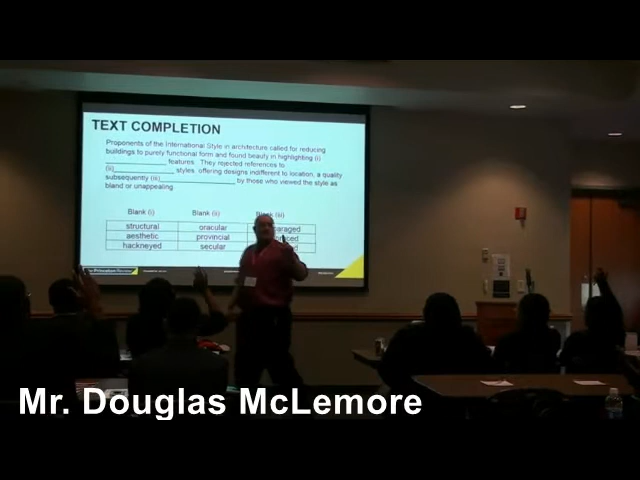 TEXT COMPLETION
Proponents of the International Style in architecture called for reducing
buildings to purely functional form and found beauty in highlighting (i)
____________ features. They rejected references to
(ii)____________ styles, offering designs indifferent to location, a quality
subsequently (iii)____________ by those who viewed the style as
bland or unappealing.
Blank (i) Blank (ii) Blank (iii)
structural oracular
aesthetic provincial
hackneyed secular
Mr. Douglas McLemore